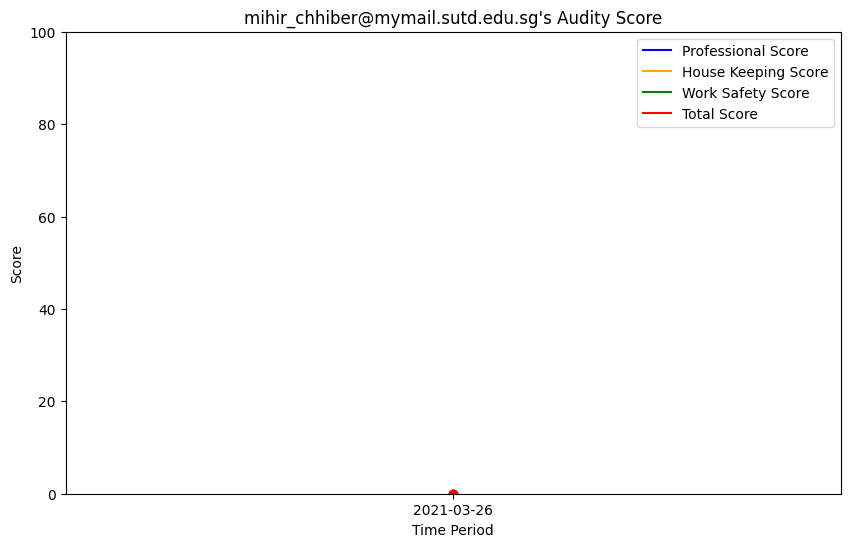 mihir_chhiber@mymail.sutd.edu.sg's Audity Score
Professional Score
House Keeping Score
Work Safety Score
Total Score
100
80
60
40
20
0
Score
2021-03-26
Time Period